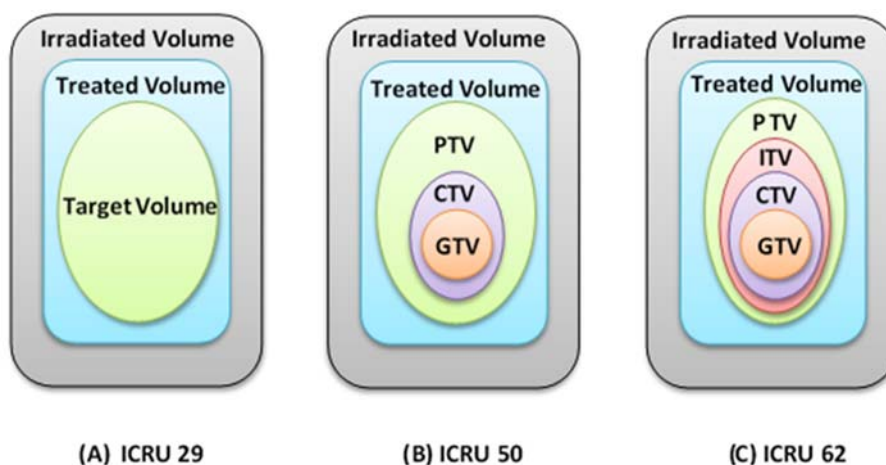 Irradiated Volume
Treated Volume
Target Volume
(A) ICRU 29
Irradiated Volume
Treated Volume
PTV
CTV
GTV
(B) ICRU 50
Irradiated Volume
Treated Volume
PTV
ITV
CTV
GTV
(C) ICRU 62